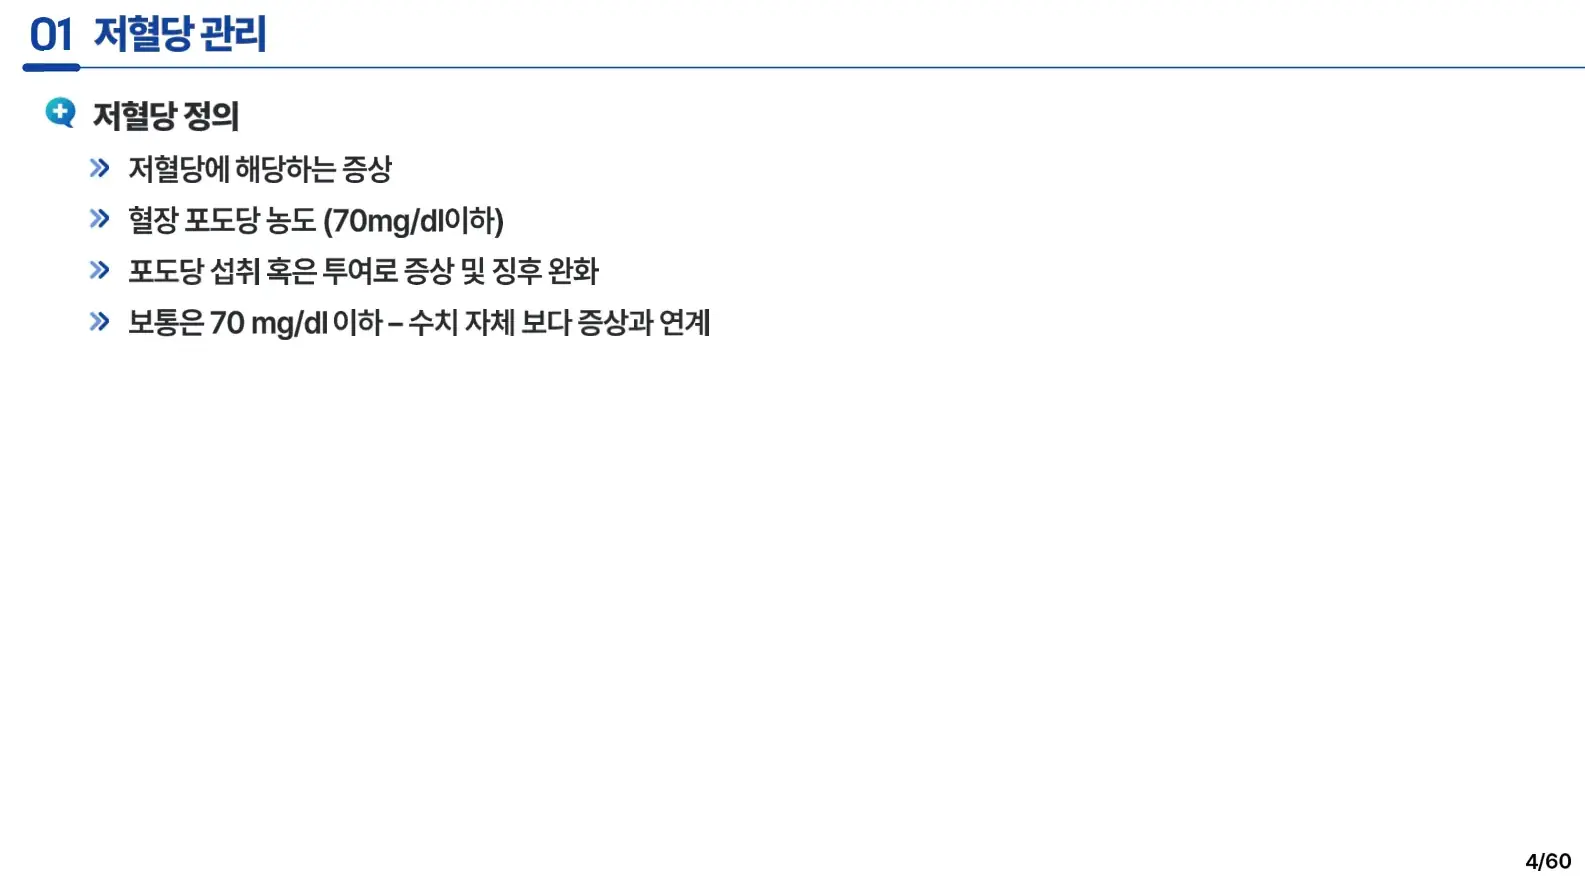 01 저혈당 관리
저혈당 정의
저혈당에 해당하는 증상
혈장 포도당 농도 (70mg/dl이하)
포도당 섭취 혹은 투여로 증상 및 징후 완화
보통은 70 mg/dl 이하 – 수치 자체 보다 증상과 연계
4/60